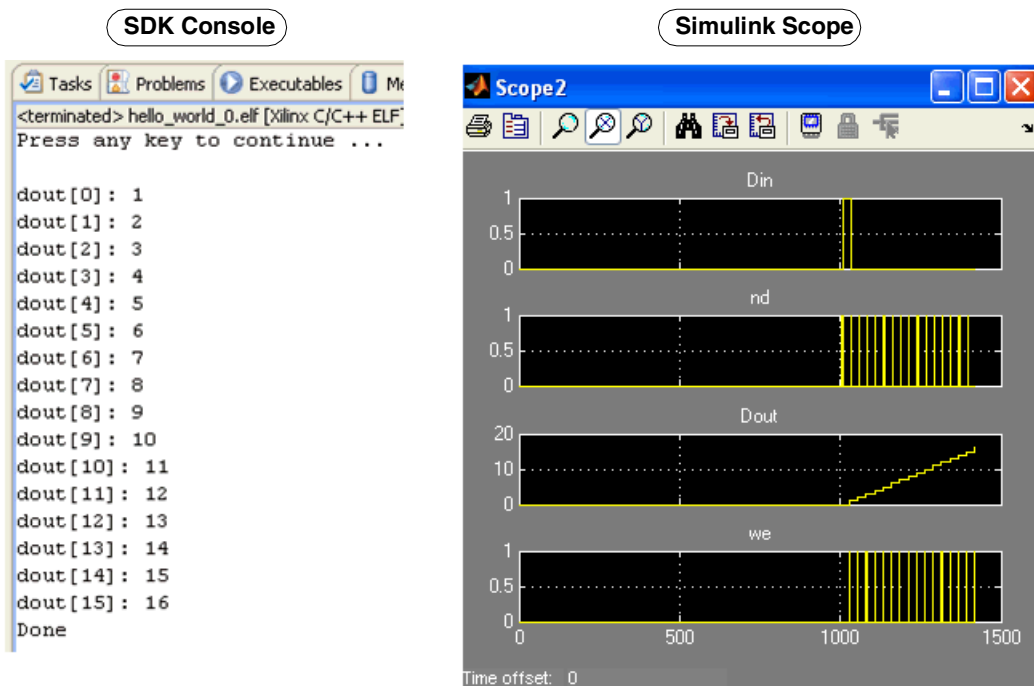 SDK Console
Tasks Problems Executables Me
<terminated> hello_world_0.elf [Xilinx C/C++ ELF]
Press any key to continue ...
dout[0]: 1
dout[1]: 2
dout[2]: 3
dout[3]: 4
dout[4]: 5
dout[5]: 6
dout[6]: 7
dout[7]: 8
dout[8]: 9
dout[9]: 10
dout[10]: 11
dout[11]: 12
dout[12]: 13
dout[13]: 14
dout[14]: 15
dout[15]: 16
Done
Simulink Scope
Scope2
Din
1
0.5
0
nd
1
0.5
0
Dout
20
10
0
we
1
0.5
0
0 500 1000 1500
Time offset: 0